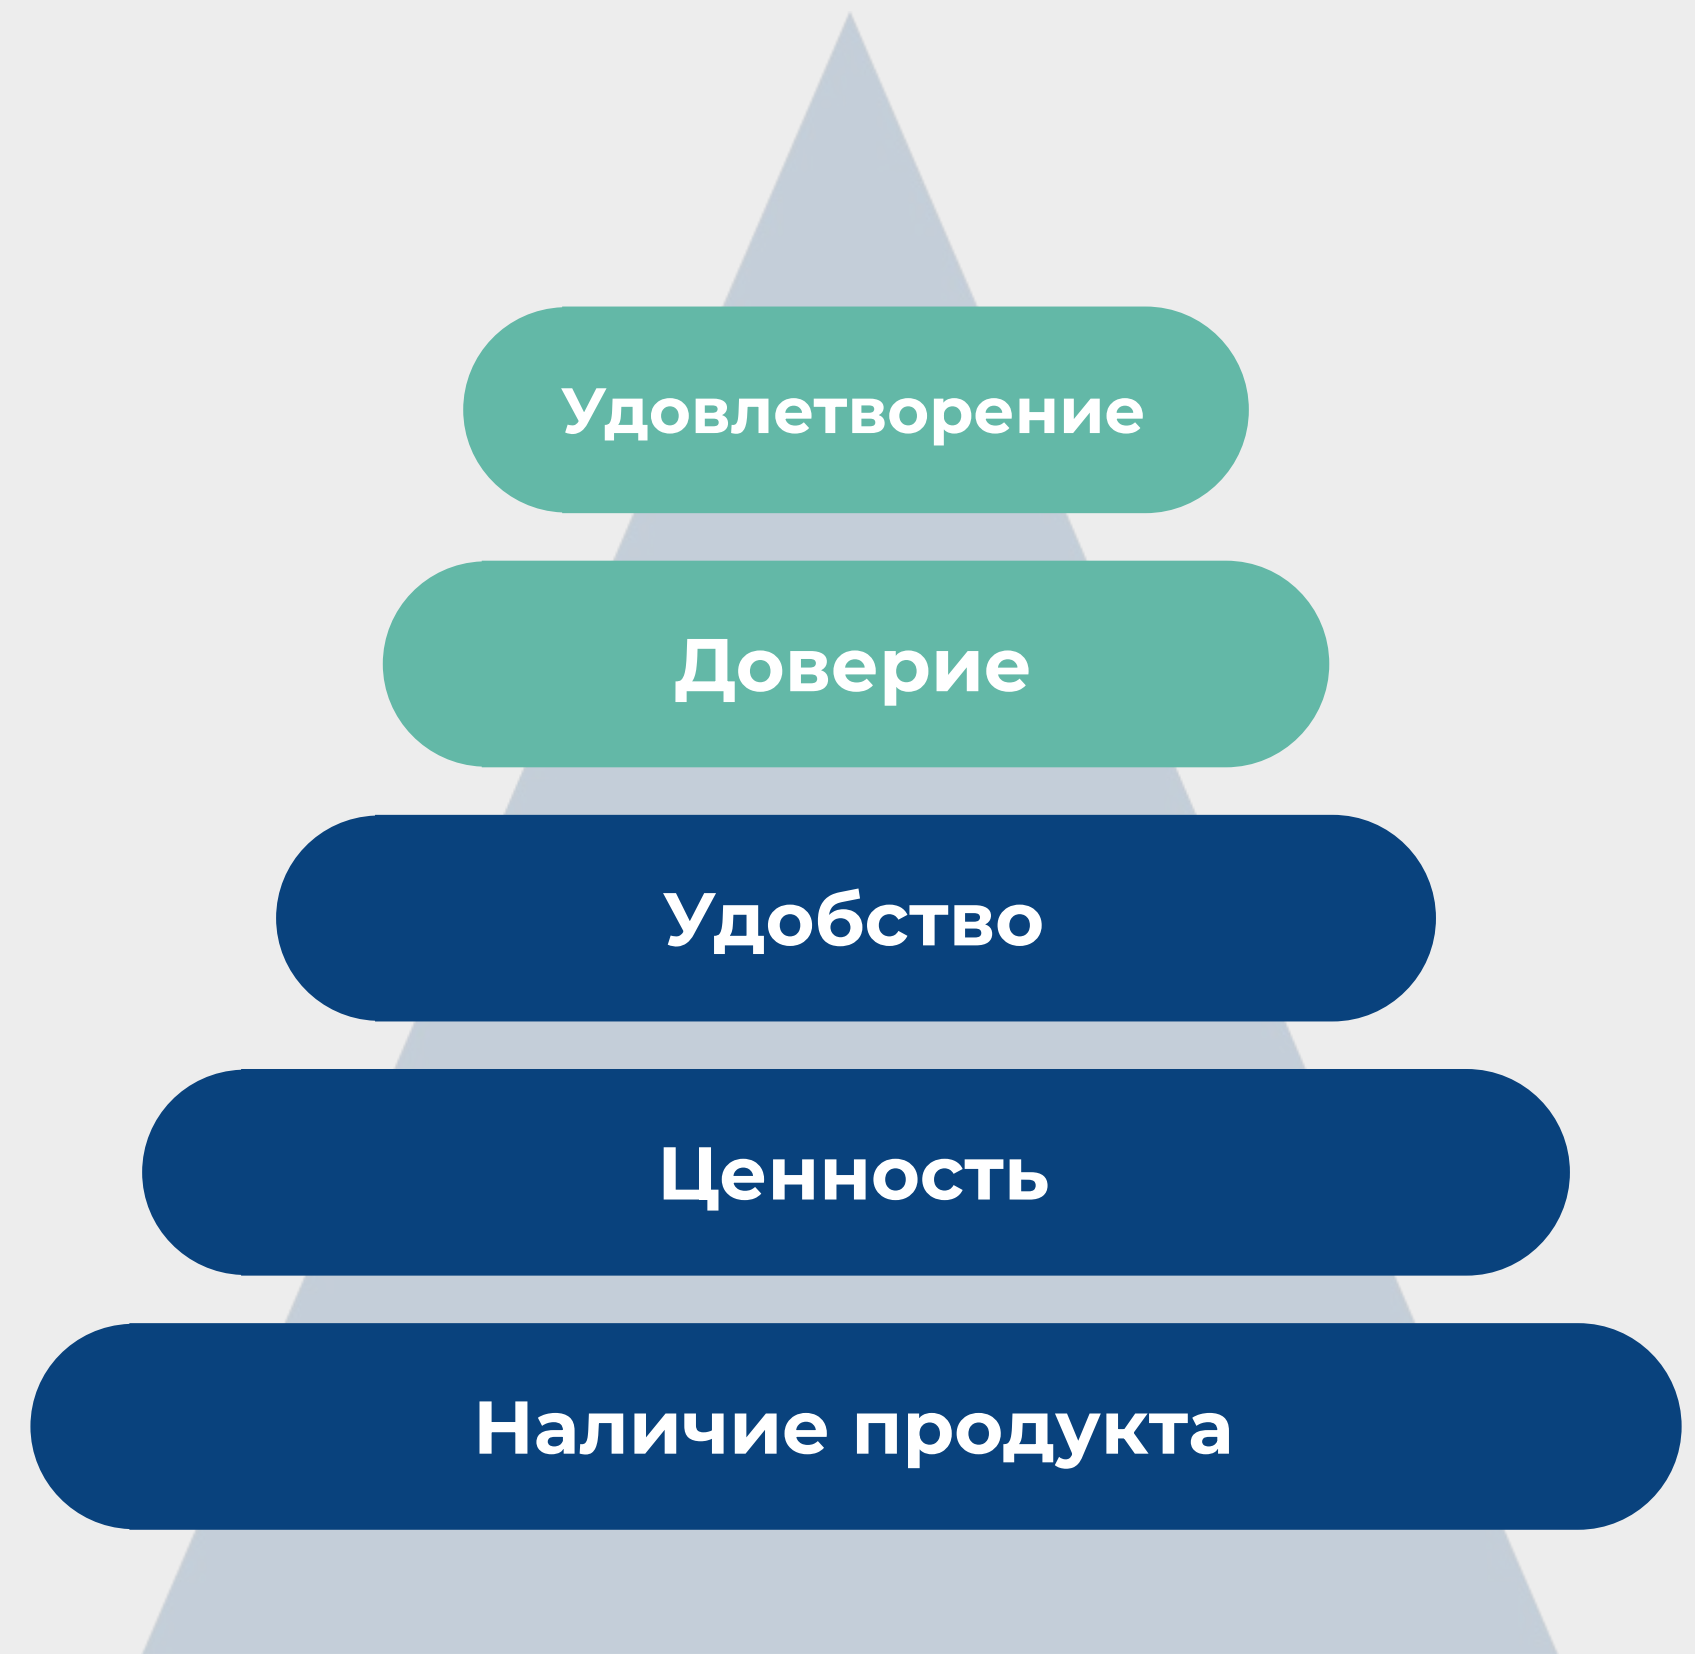 Удовлетворение
Доверие
Удобство
Ценность
Наличие продукта